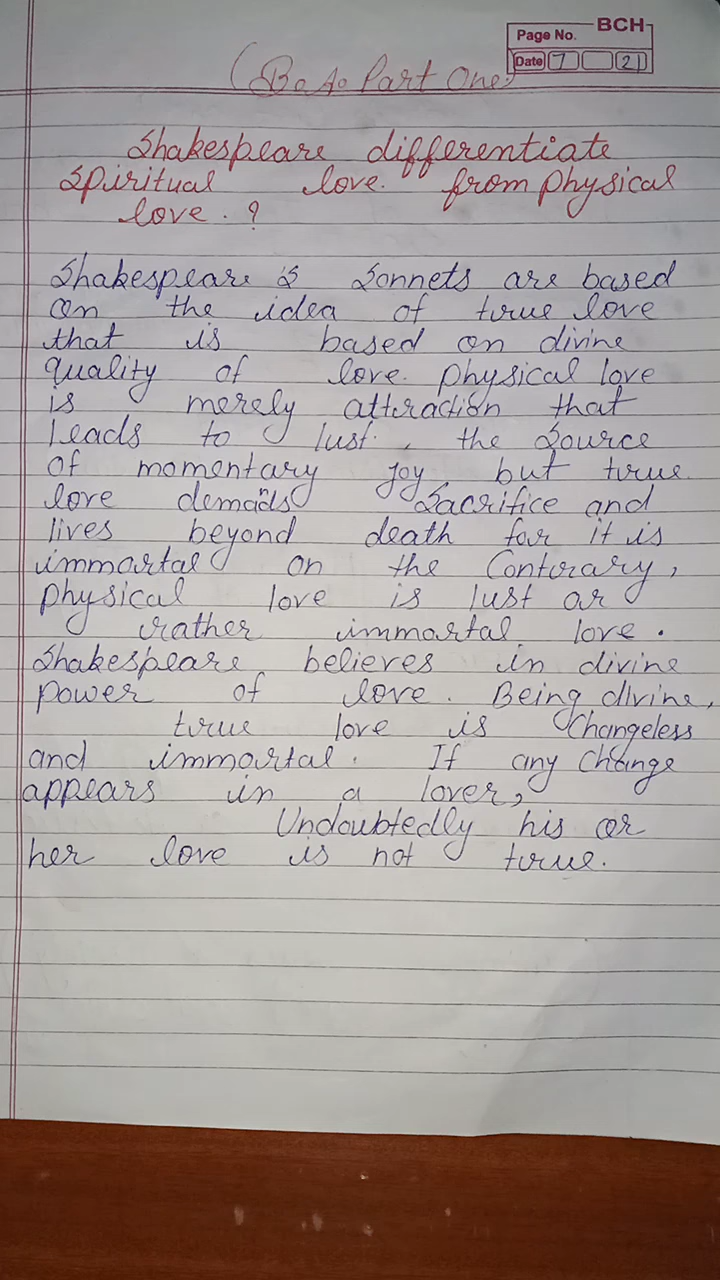 BCH
Page No.
Date 7 21
(B.A. Part One)
Shakespeare differentiate
Spiritual love. from Physical
love. ?
Shakespeare's Sonnets are based
on the idea of true love
that is based on divine
quality of love. physical love
is merely attraction that
leads to lust, the source
of momentary joy, but true
love demands Sacrifice and
lives beyond death for it is
immortal on the Contrary,
physical love is lust or
rather immortal love.
Shakespeare believes in divine
power of love. Being divine,
true love is Changeless
and immortal. If any Change
appears in a lover,
Undoubtedly his or
her love is not true.